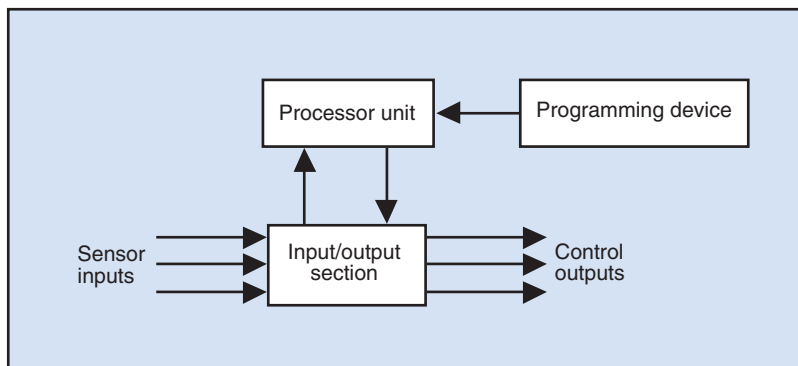 Processor unit
Programming device
Sensor
inputs
Input/output
section
Control
outputs